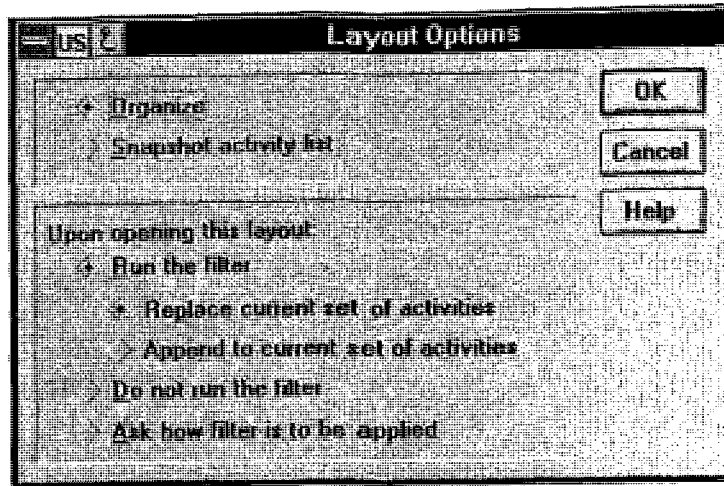 US
Layout Options
Organize
Snapshot activity list
OK
Cancel
Help
Upon opening this layout:
Run the filter
Replace current set of activities
Append to current set of activities
Do not run the filter
Ask how filter is to be applied